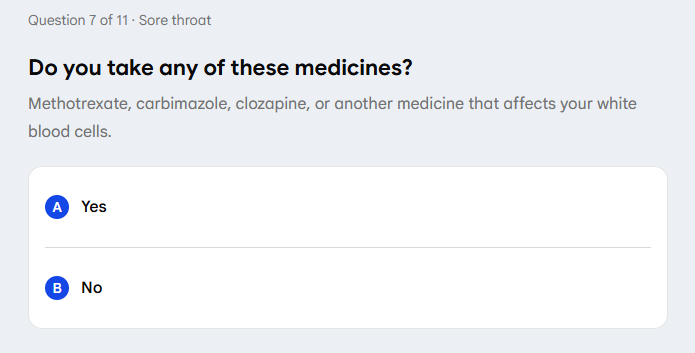 Question 7 of 11 · Sore throat
Do you take any of these medicines?
Methotrexate, carbimazole, clozapine, or another medicine that affects your white
blood cells.
A Yes
B No